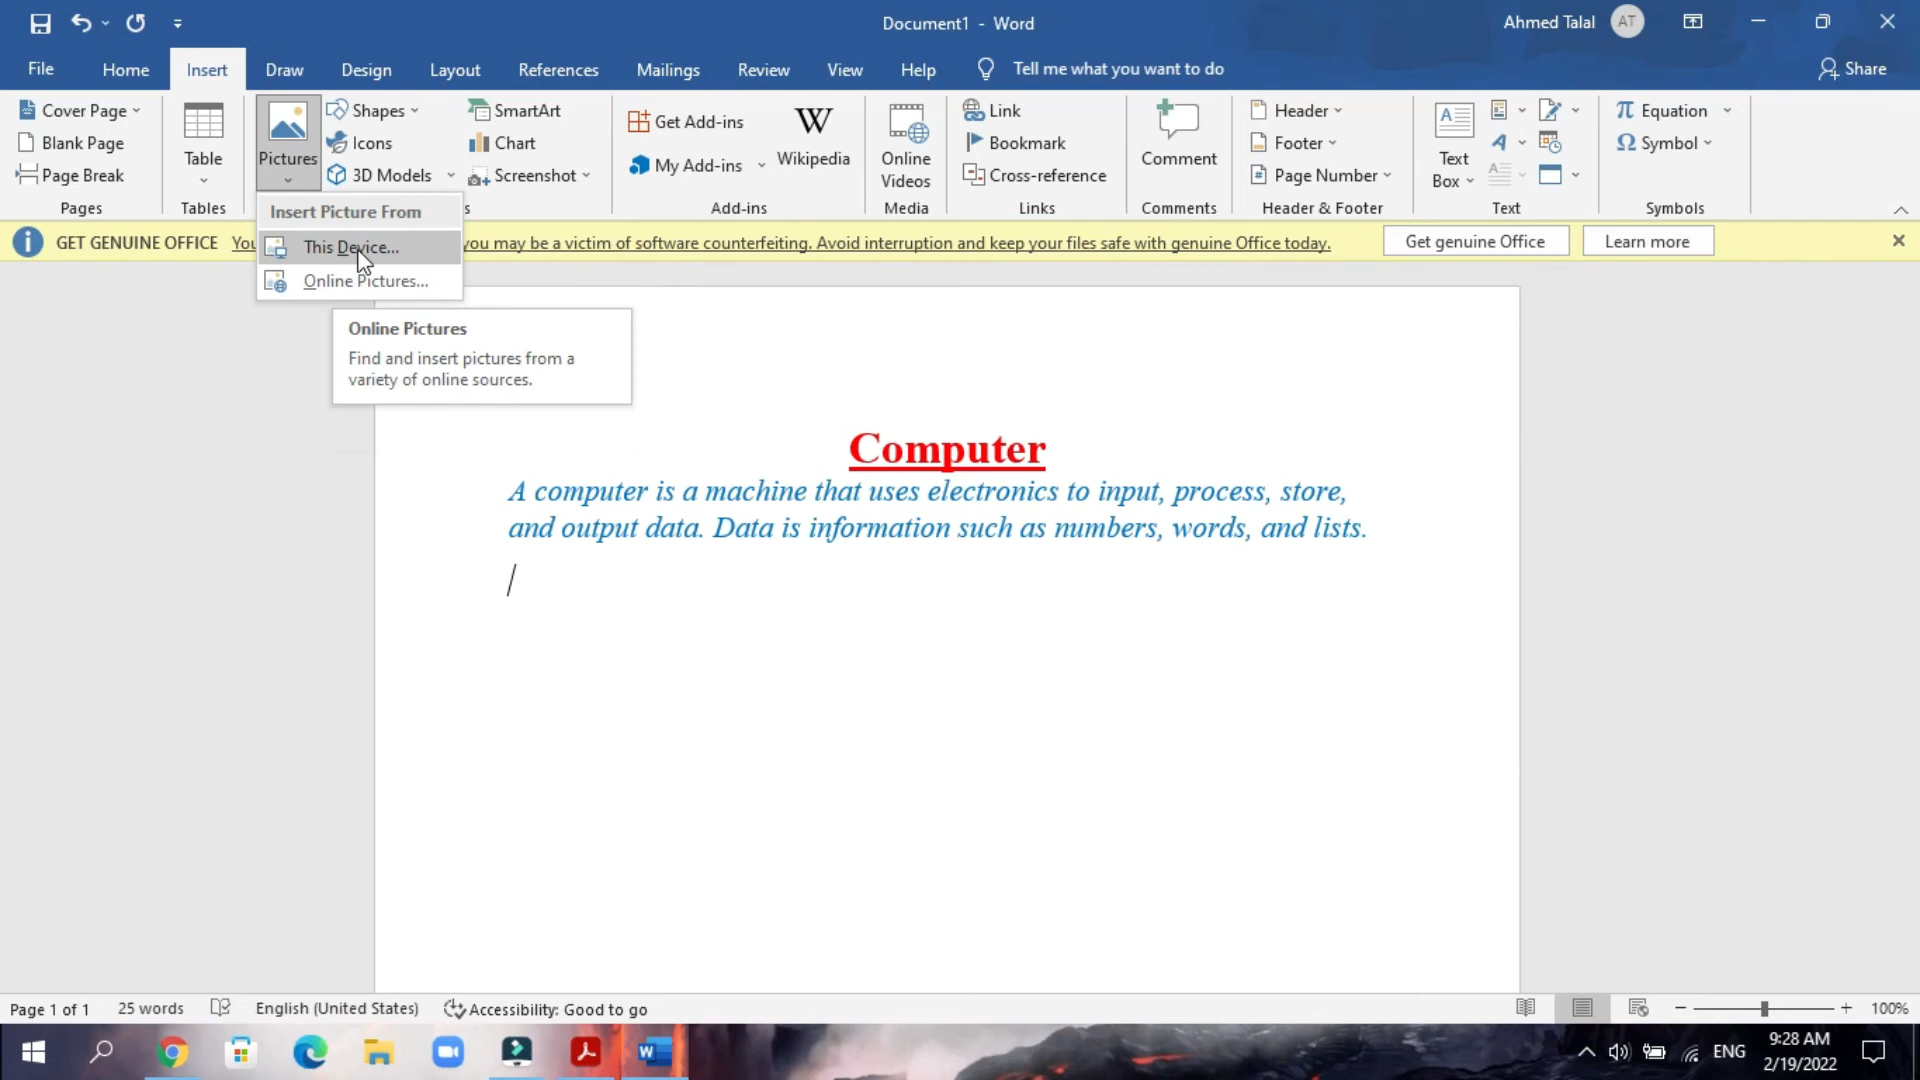 Document1 - Word
Ahmed Talal
AT
File Home Insert Draw Design Layout References Mailings Review View Help Tell me what you want to do
Share
Cover Page
Blank Page
Page Break
Pages
Table
Tables
Pictures
Shapes
Icons
3D Models
SmartArt
Chart
Screenshot
Get Add-ins
My Add-ins
W
Wikipedia
Add-ins
Online
Videos
Media
Link
Bookmark
Cross-reference
Links
Comment
Comments
Header
Footer
Page Number
Header & Footer
Text
Box
Text
Equation
Symbol
Symbols
Insert Picture From
This Device...
Online Pictures...
GET GENUINE OFFICE You
you may be a victim of software counterfeiting. Avoid interruption and keep your files safe with genuine Office today.
Get genuine Office
Learn more
Online Pictures
Find and insert pictures from a
variety of online sources.
Computer
A computer is a machine that uses electronics to input, process, store,
and output data. Data is information such as numbers, words, and lists.
Page 1 of 1 25 words English (United States) Accessibility: Good to go
100%
ENG
9:28 AM
2/19/2022